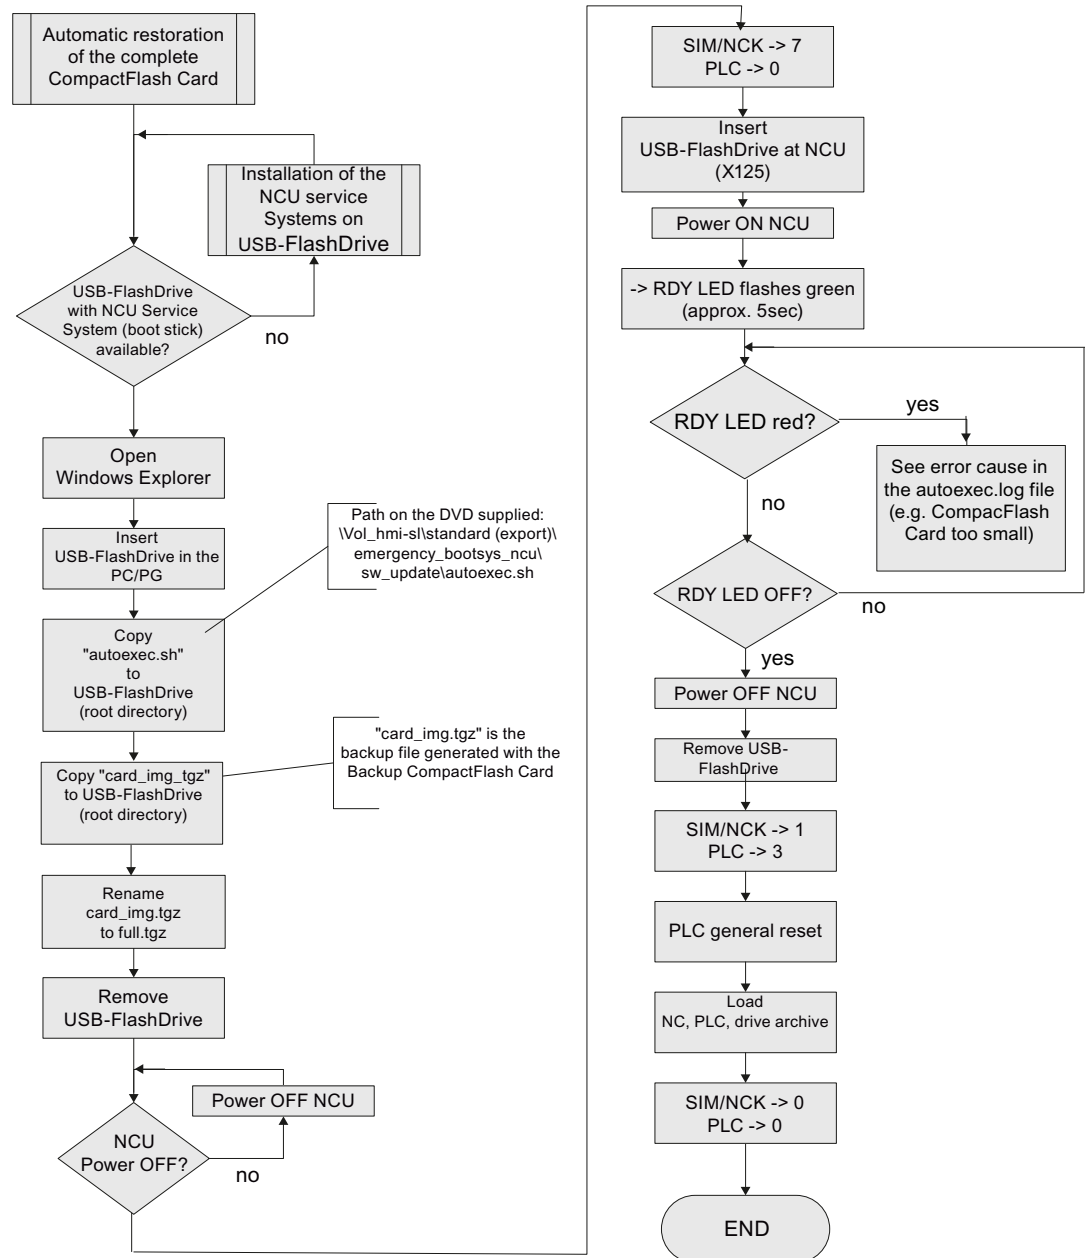 Automatic restoration
of the complete
CompactFlash Card
Installation of the
NCU service
Systems on
USB-FlashDrive
USB-FlashDrive
with NCU Service
System (boot stick)
available?
no
Open
Windows Explorer
Insert
USB-FlashDrive in the
PC/PG
Path on the DVD supplied:
\Vol_hmi-sl\standard (export)\
emergency_bootsys_ncu\
sw_update\autoexec.sh
Copy
"autoexec.sh"
to
USB-FlashDrive
(root directory)
"card_img.tgz" is the
backup file generated with the
Backup CompactFlash Card
Copy "card_img_tgz"
to USB-FlashDrive
(root directory)
Rename
card_img.tgz
to full.tgz
Remove
USB-FlashDrive
Power OFF NCU
NCU
Power OFF?
no
SIM/NCK -> 7
PLC -> 0
Insert
USB-FlashDrive at NCU
(X125)
Power ON NCU
-> RDY LED flashes green
(approx. 5sec)
RDY LED red?
yes
See error cause in
the autoexec.log file
(e.g. CompacFlash
Card too small)
no
RDY LED OFF?
no
yes
Power OFF NCU
Remove USB-
FlashDrive
SIM/NCK -> 1
PLC -> 3
PLC general reset
Load
NC, PLC, drive archive
SIM/NCK -> 0
PLC -> 0
END